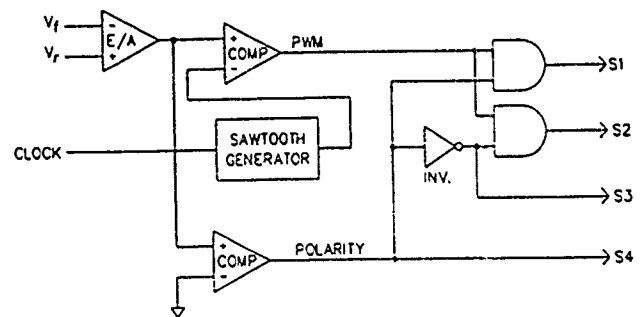 Vf
E/A
Vr
COMP
PWM
S1
S2
CLOCK
SAWTOOTH
GENERATOR
INV.
S3
COMP
POLARITY
S4